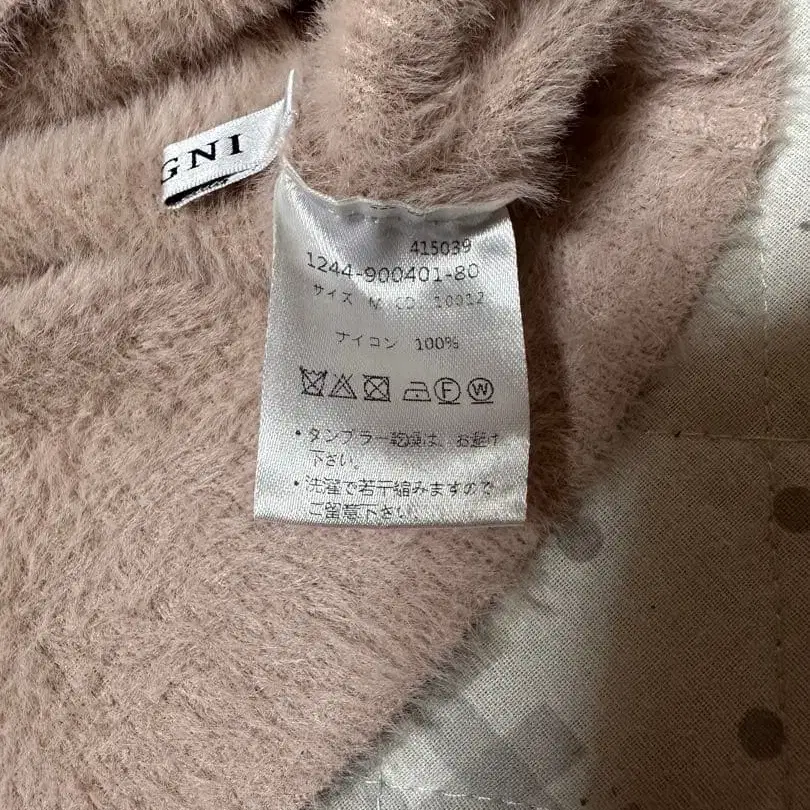 GNI
415039
1244-900401-80
サイズ M CD 10012
ナイロン 100%
F W
・タンブラー乾燥は、お避け
下さい。
・洗濯で若干縮みますので
ご留意下さい。